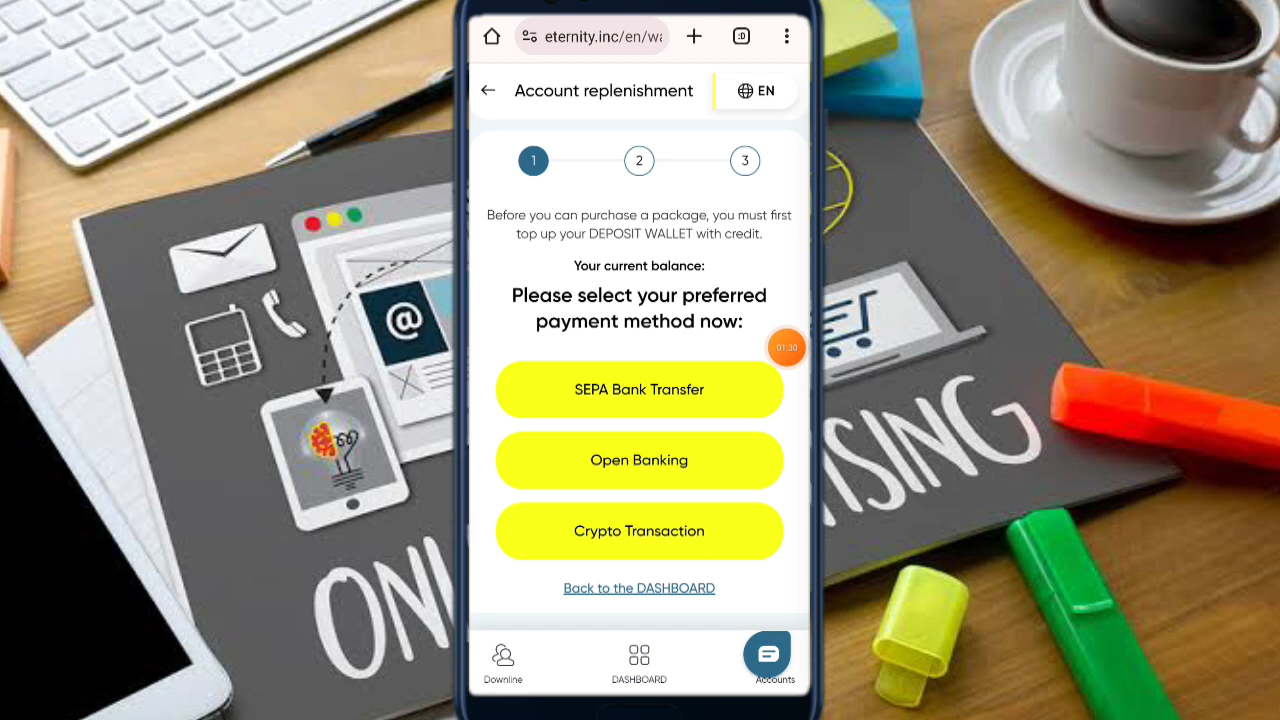 :D
eternity.inc/en/wa
Account replenishment
EN
1
2
3
Before you can purchase a package, you must first
top up your DEPOSIT WALLET with credit.
Your current balance:
Please select your preferred
payment method now:
01:30
SEPA Bank Transfer
Open Banking
Crypto Transaction
Back to the DASHBOARD
Downline
DASHBOARD
Accounts
@
ONL
ISING